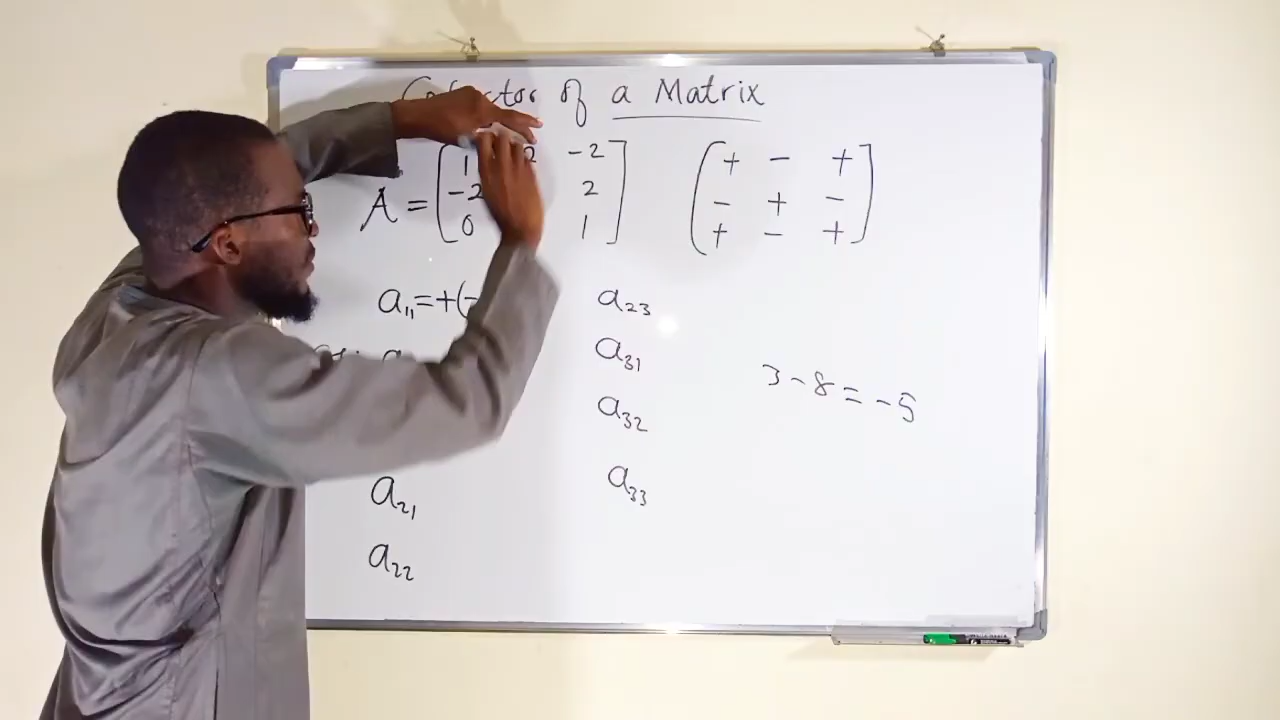 of a Matrix
A = [1 2 -2] [+ - +]
-2 2 - + -
0 1 + - +
a₁₁ = +(-
a₂₁
a₂₂
a₂₃
a₃₁
a₃₂
a₃₃
3 - 8 = -5